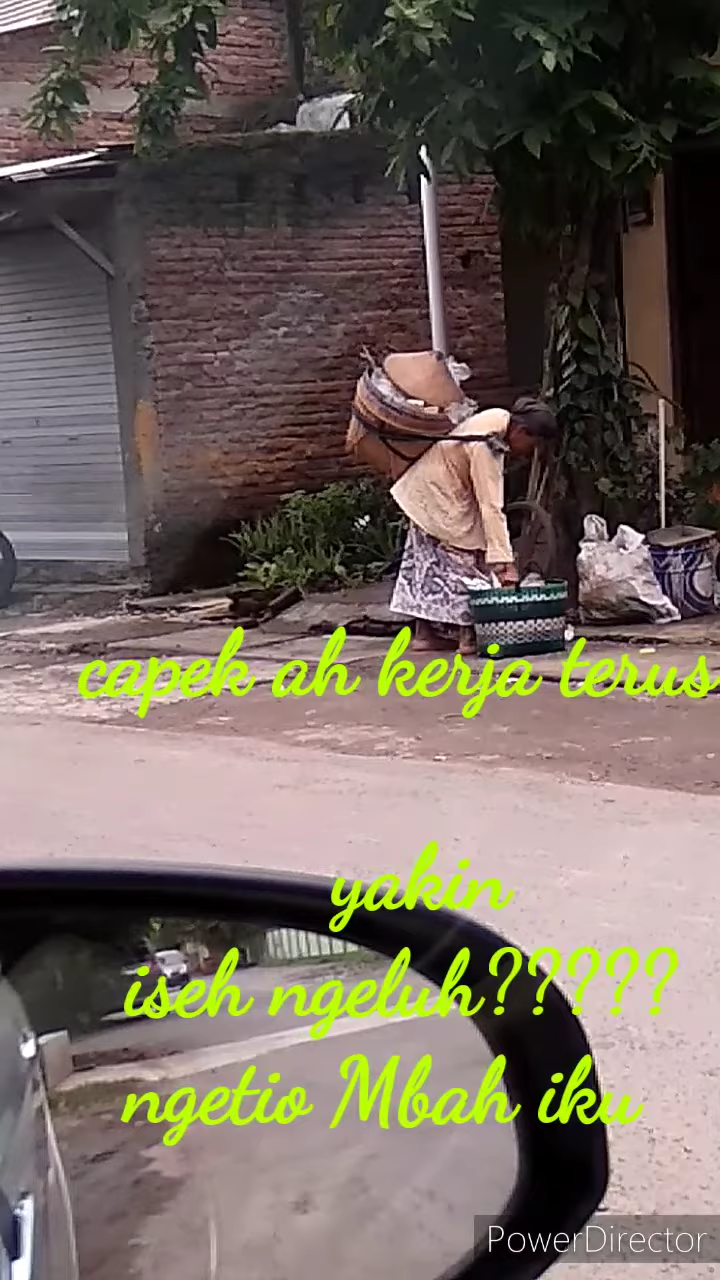 capek ah kerja terus
yakin
iseh ngeluh?????
ngetio Mbah iku
PowerDirector